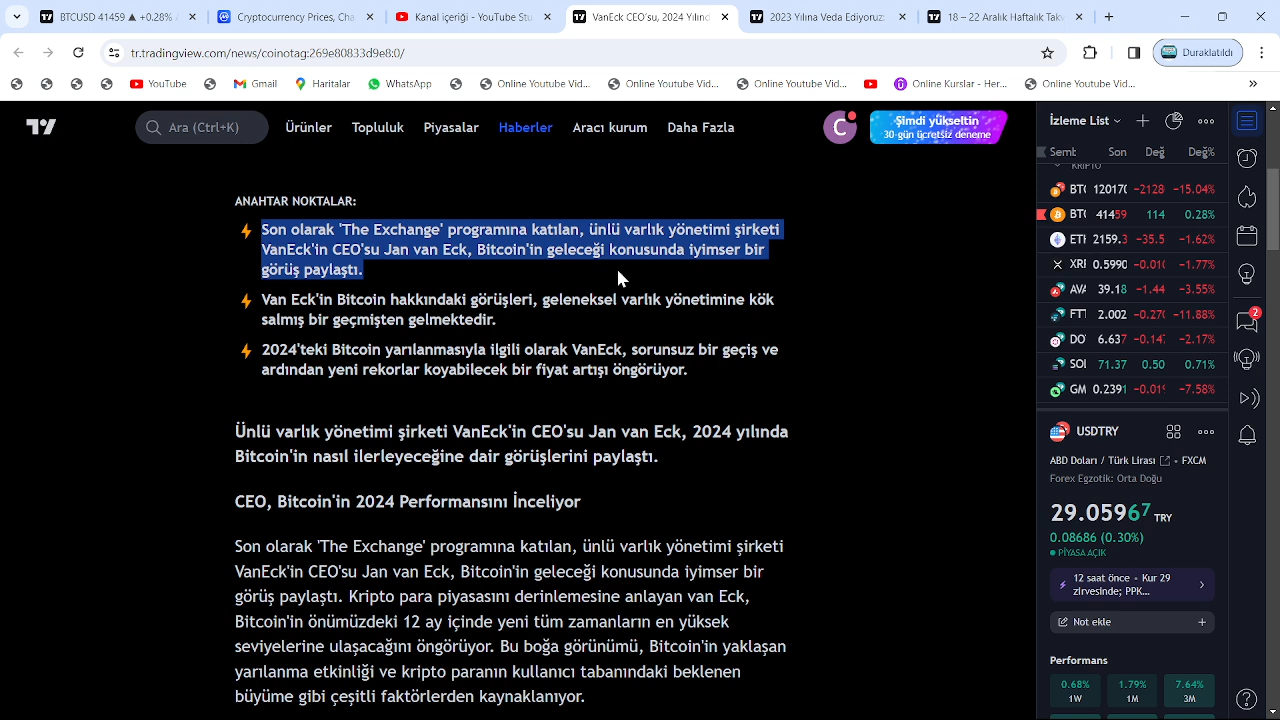 BTCUSD 41459 ▲ 0.28%
Cryptocurrency Prices, Cha
Kanal içeriği - YouTube Stu
VanEck CEO'su, 2024 Yılınd
2023 Yılına Veda Ediyoruz
18 – 22 Aralık Haftalık Tak
tr.tradingview.com/news/coinotag:269e80833d9e8:0/
Duraklatıldı
YouTube
Gmail
Haritalar
WhatsApp
Online Youtube Vid...
Online Youtube Vid...
Online Youtube Vid...
Online Kurslar - Her...
Online Youtube Vid...
Ara (Ctrl+K)
Ürünler
Topluluk
Piyasalar
Haberler
Aracı kurum
Daha Fazla
C
Şimdi yükseltin
30-gün ücretsiz deneme
ANAHTAR NOKTALAR:
Son olarak 'The Exchange' programına katılan, ünlü varlık yönetimi şirketi
VanEck'in CEO'su Jan van Eck, Bitcoin'in geleceği konusunda iyimser bir
görüş paylaştı.
Van Eck'in Bitcoin hakkındaki görüşleri, geleneksel varlık yönetimine kök
salmış bir geçmişten gelmektedir.
2024'teki Bitcoin yarılanmasıyla ilgili olarak VanEck, sorunsuz bir geçiş ve
ardından yeni rekorlar koyabilecek bir fiyat artışı öngörüyor.
Ünlü varlık yönetimi şirketi VanEck'in CEO'su Jan van Eck, 2024 yılında
Bitcoin'in nasıl ilerleyeceğine dair görüşlerini paylaştı.
CEO, Bitcoin'in 2024 Performansını İnceliyor
Son olarak 'The Exchange' programına katılan, ünlü varlık yönetimi şirketi
VanEck'in CEO'su Jan van Eck, Bitcoin'in geleceği konusunda iyimser bir
görüş paylaştı. Kripto para piyasasını derinlemesine anlayan van Eck,
Bitcoin'in önümüzdeki 12 ay içinde yeni tüm zamanların en yüksek
seviyelerine ulaşacağını öngörüyor. Bu boğa görünümü, Bitcoin'in yaklaşan
yarılanma etkinliği ve kripto paranın kullanıcı tabanındaki beklenen
büyüme gibi çeşitli faktörlerden kaynaklanıyor.
İzleme List
Semb Son Değ Değ%
KRİPTO
BT( 12017( -2128 -15.04%
BT( 41459 114 0.28%
ETH 2159.3 -35.5 -1.62%
XRI 0.5990 -0.01( -1.77%
AVA 39.18 -1.44 -3.55%
FT 2.002 -0.27( -11.88%
DO 6.637 -0.14 -2.17%
SOI 71.37 0.50 0.71%
GM 0.2391 -0.01 -7.58%
2
USDTRY
ABD Doları / Türk Lirası • FXCM
Forex Egzotik: Orta Doğu
29.05967 TRY
0.08686 (0.30%)
PİYASA AÇIK
12 saat önce • Kur 29
zirvesinde; PPK...
Not ekle
Performans
0.68%
1W
1.79%
1M
7.64%
3M